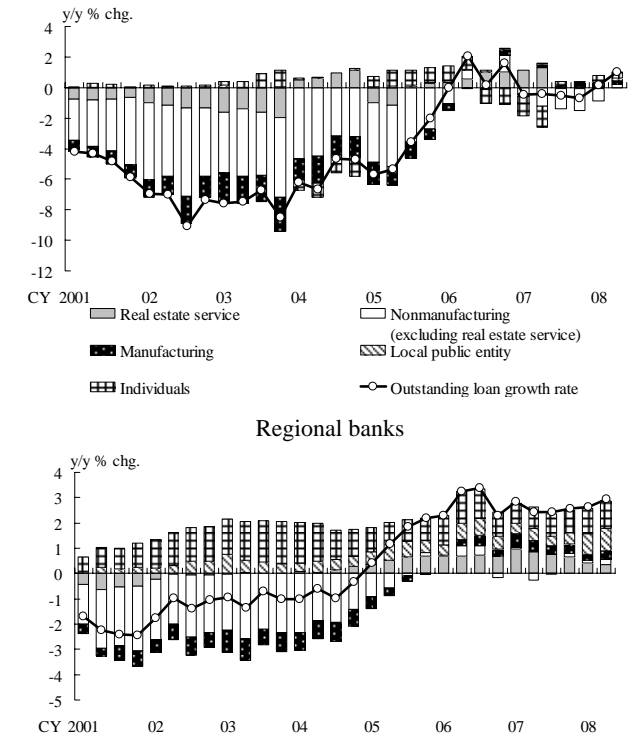 y/y % chg.
4
2
0
-2
-4
-6
-8
-10
-12
CY 2001 02 03 04 05 06 07 08
Real estate service
Nonmanufacturing
(excluding real estate service)
Manufacturing
Local public entity
Individuals
Outstanding loan growth rate
Regional banks
y/y % chg.
4
3
2
1
0
-1
-2
-3
-4
-5
CY 2001 02 03 04 05 06 07 08